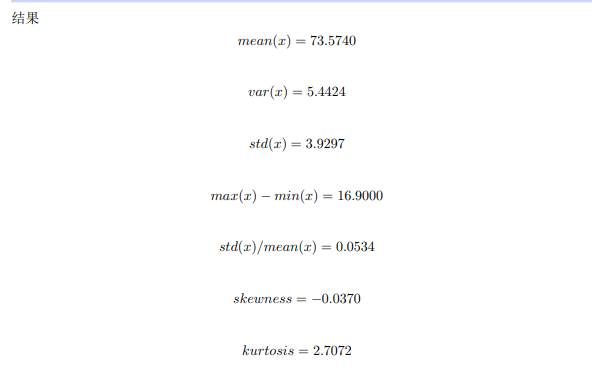 结果
mean(x) = 73.5740
var(x) = 5.4424
std(x) = 3.9297
max(x) − min(x) = 16.9000
std(x)/mean(x) = 0.0534
skewness = −0.0370
kurtosis = 2.7072